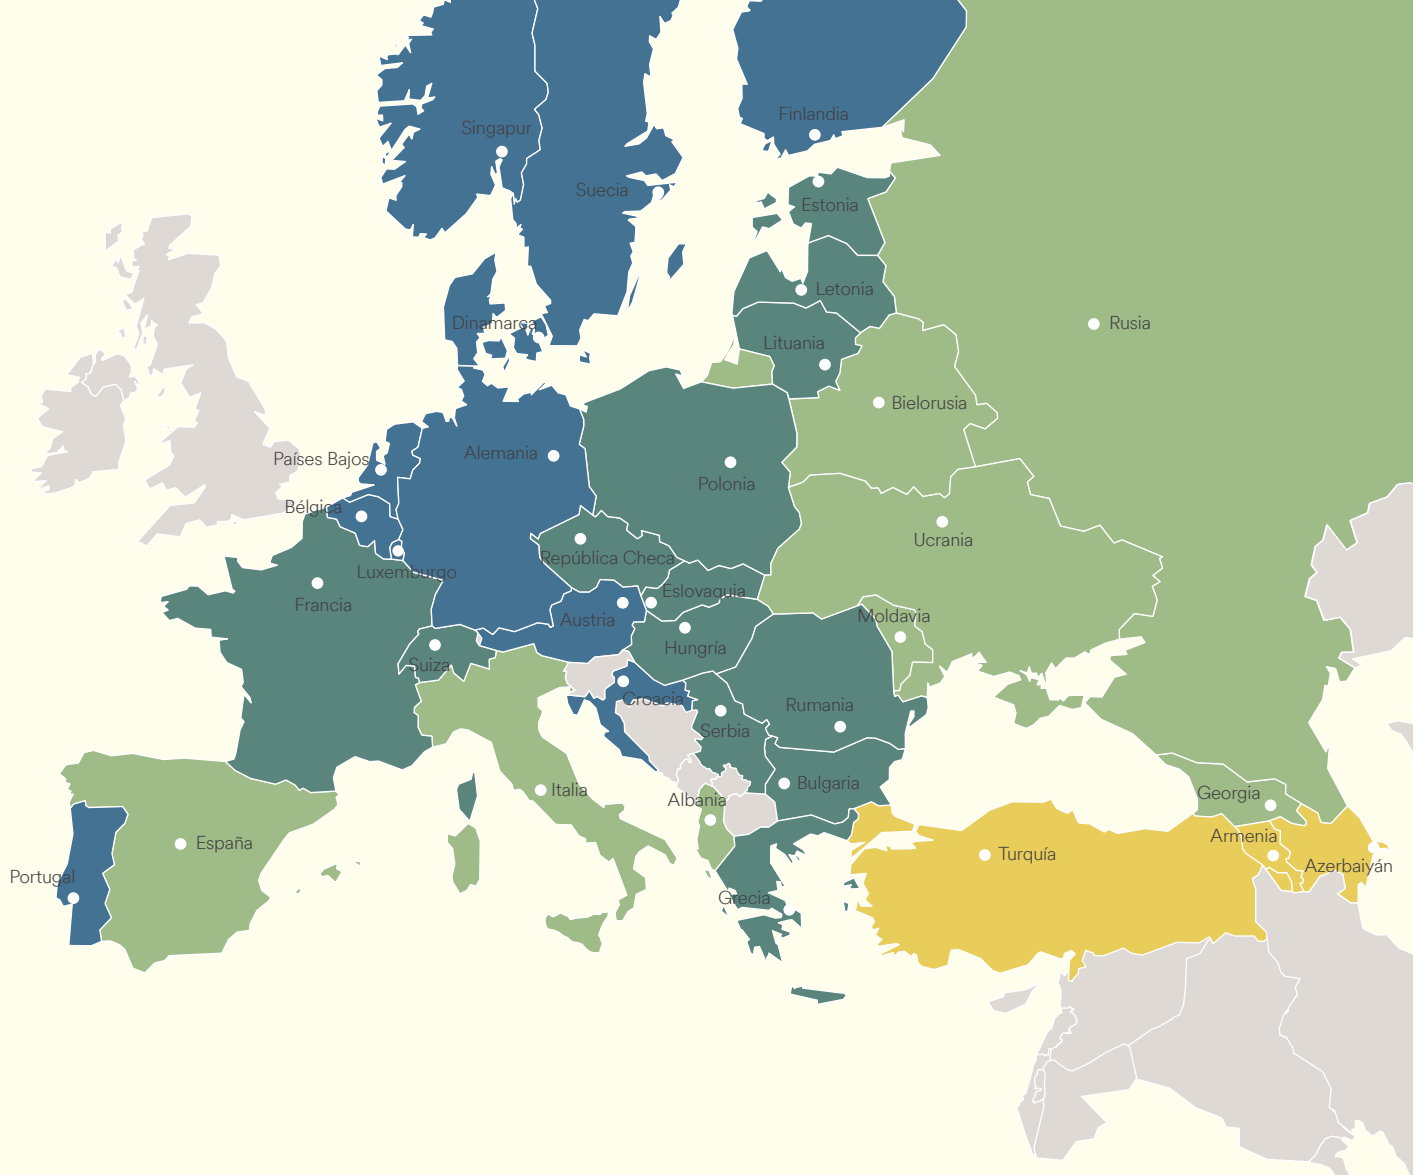 Finlandia
Singapur
Suecia
Estonia
Letonia
Dinamarca
Rusia
Lituania
Bielorusia
Alemania
Países Bajos
Polonia
Bélgica
Ucrania
República Checa
Luxemburgo
Eslovaquia
Francia
Moldavia
Austria
Hungría
Suiza
Croacia
Rumania
Serbia
Bulgaria
Italia
Georgia
Albania
Armenia
España
Turquía
Azerbaiyán
Portugal
Grecia